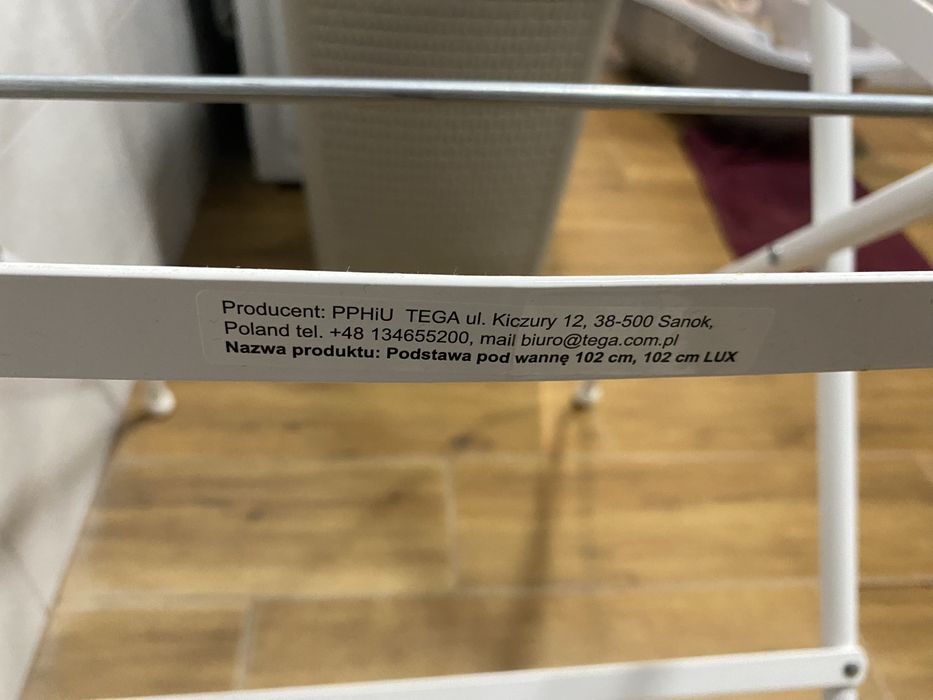 Producent: PPHiU TEGA ul. Kiczury 12, 38-500 Sanok,
Poland tel. +48 134655200, mail biuro@tega.com.pl
Nazwa produktu: Podstawa pod wannę 102 cm, 102 cm LUX